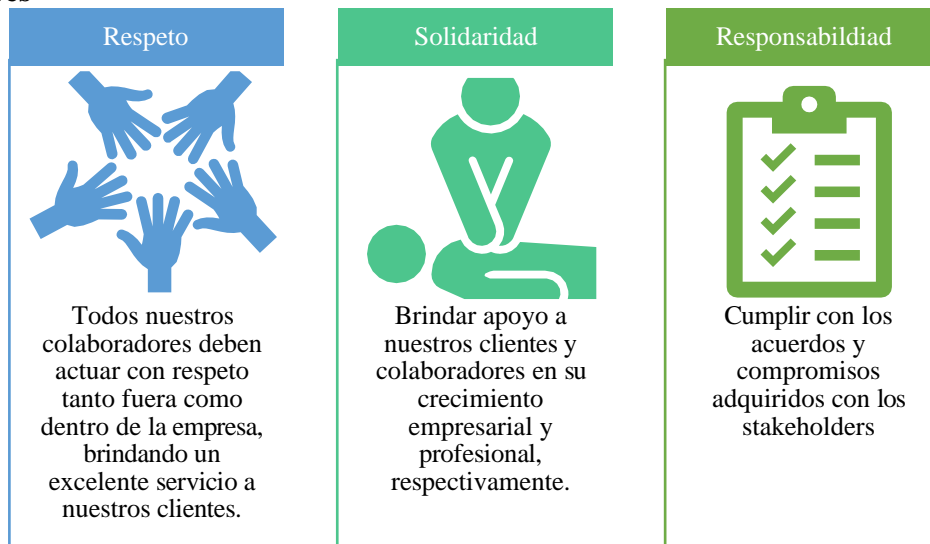 Respeto
Todos nuestros
colaboradores deben
actuar con respeto
tanto fuera como
dentro de la empresa,
brindando un
excelente servicio a
nuestros clientes.
Solidaridad
Brindar apoyo a
nuestros clientes y
colaboradores en su
crecimiento
empresarial y
profesional,
respectivamente.
Responsabildiad
Cumplir con los
acuerdos y
compromisos
adquiridos con los
stakeholders